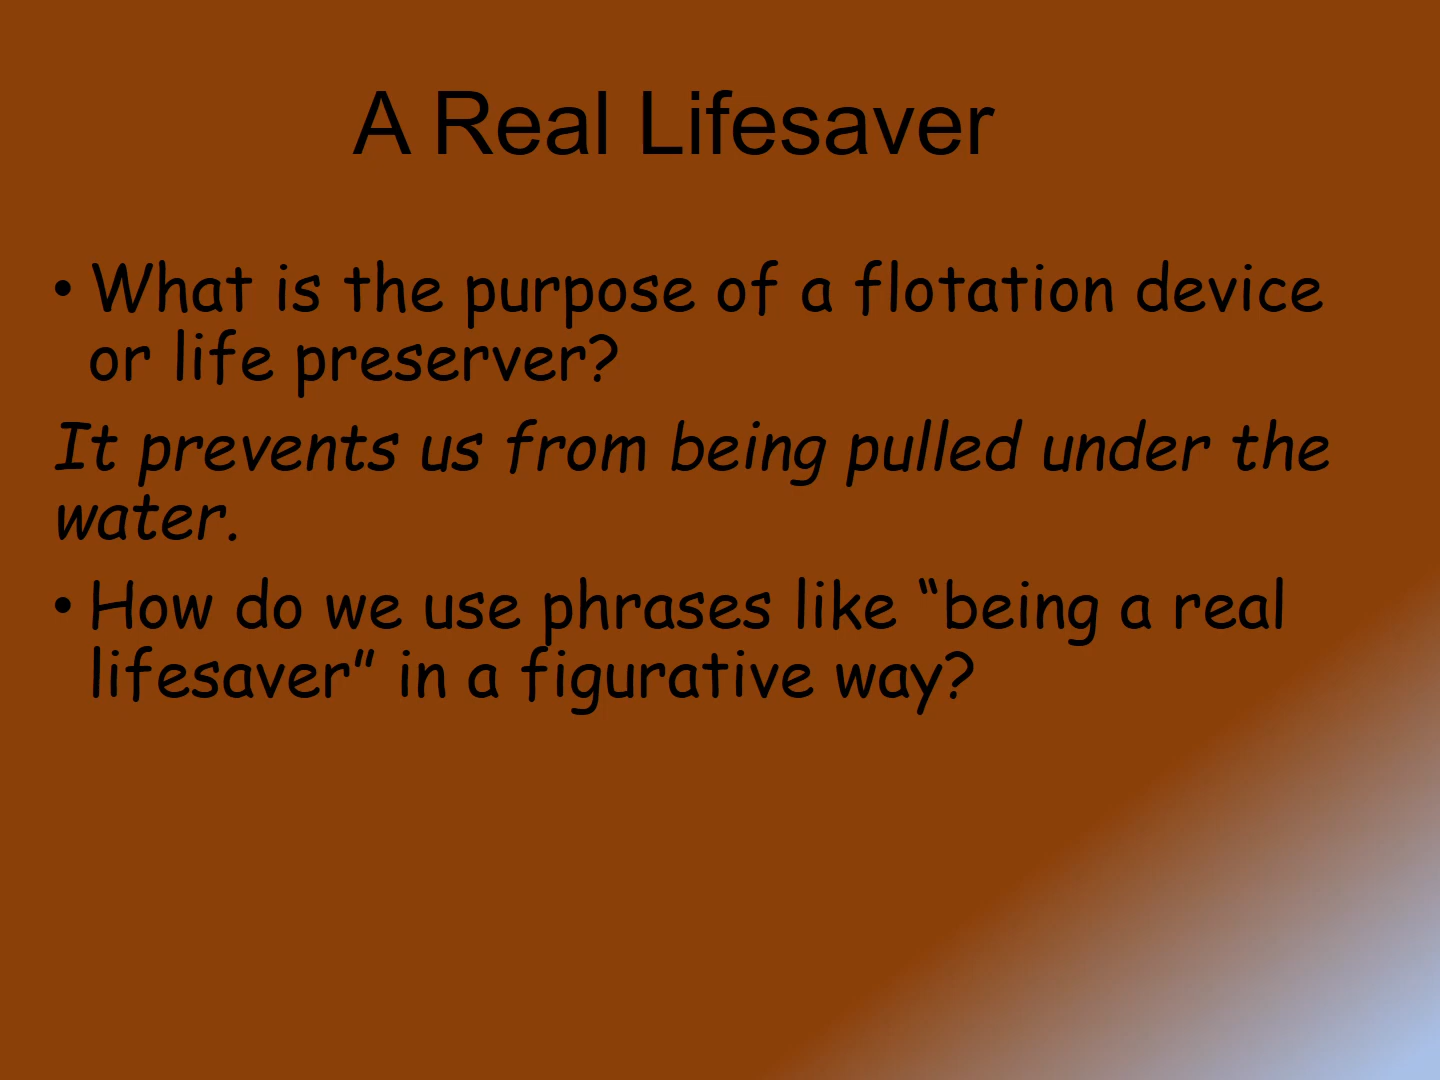 A Real Lifesaver
• What is the purpose of a flotation device
or life preserver?
It prevents us from being pulled under the
water.
• How do we use phrases like “being a real
lifesaver” in a figurative way?